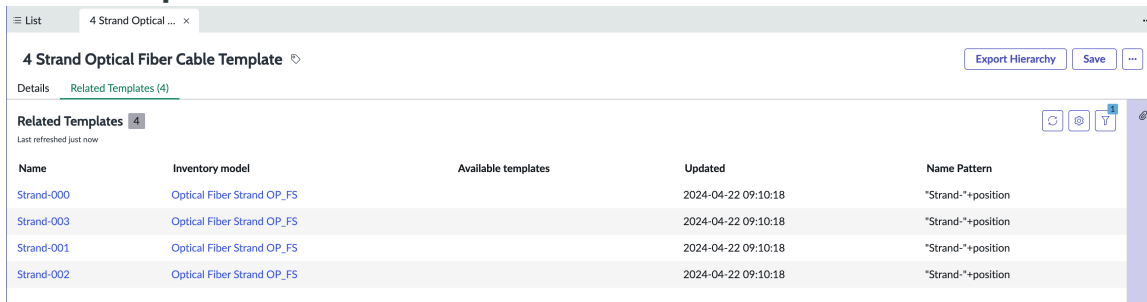 List
4 Strand Optical ... ×
4 Strand Optical Fiber Cable Template
Export Hierarchy
Save
Details
Related Templates (4)
Related Templates 4
1
Last refreshed just now
Name Inventory model Available templates Updated Name Pattern
Strand-000 Optical Fiber Strand OP_FS 2024-04-22 09:10:18 "Strand-"+position
Strand-003 Optical Fiber Strand OP_FS 2024-04-22 09:10:18 "Strand-"+position
Strand-001 Optical Fiber Strand OP_FS 2024-04-22 09:10:18 "Strand-"+position
Strand-002 Optical Fiber Strand OP_FS 2024-04-22 09:10:18 "Strand-"+position